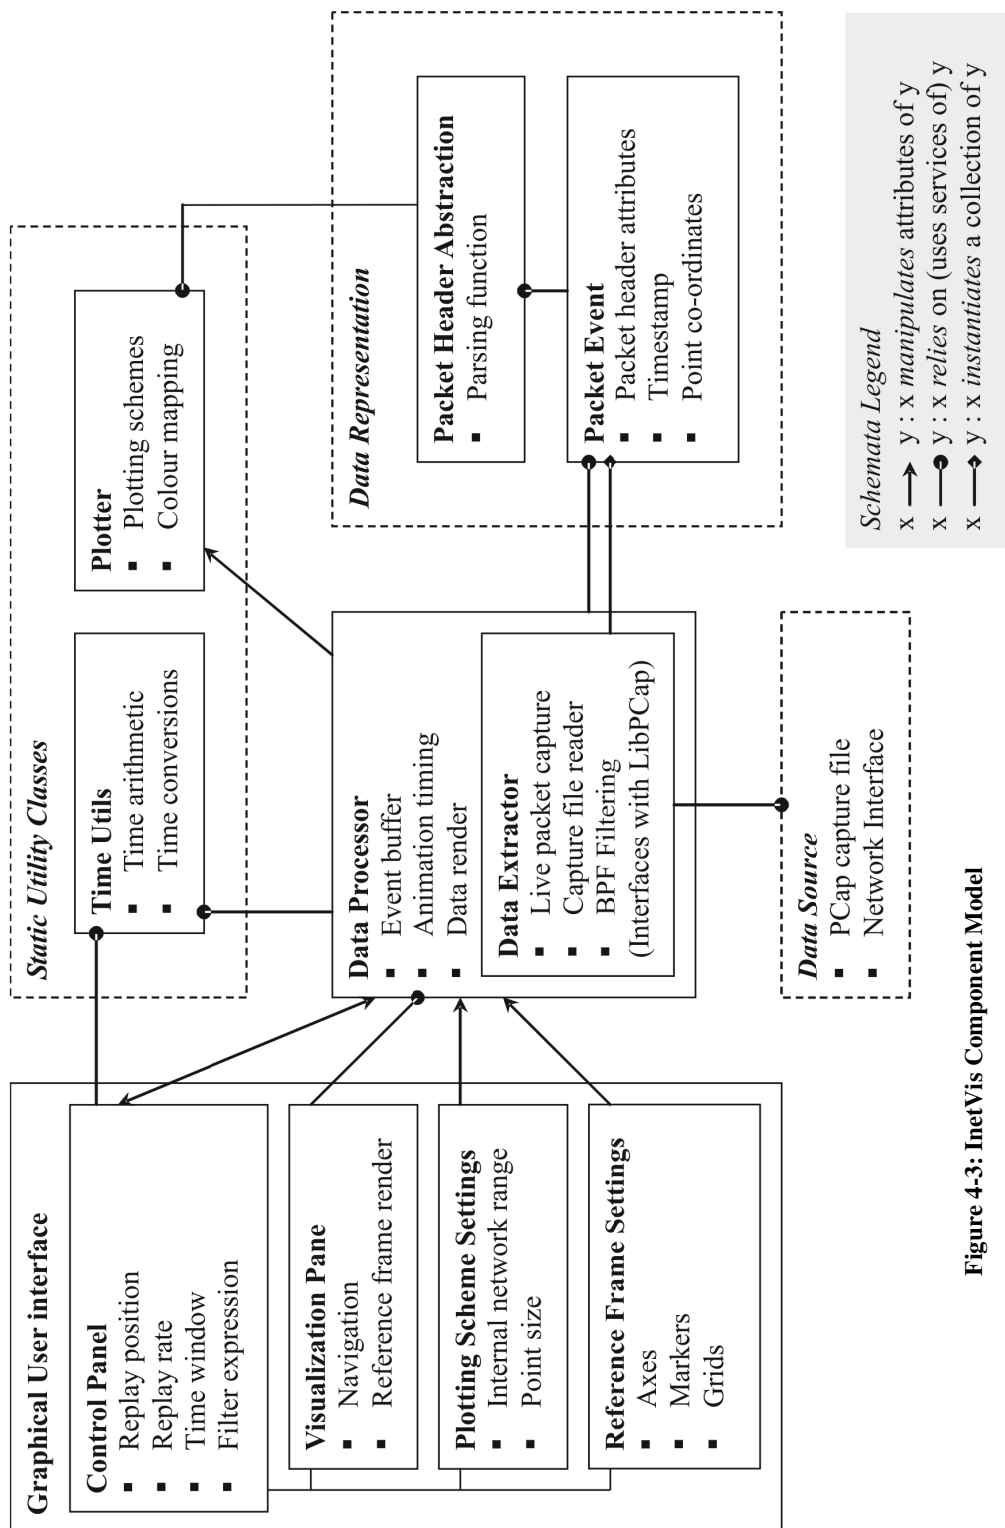 Graphical User interface
Control Panel
▪ Replay position
▪ Replay rate
▪ Time window
▪ Filter expression
Visualization Pane
▪ Navigation
▪ Reference frame render
Plotting Scheme Settings
▪ Internal network range
▪ Point size
Reference Frame Settings
▪ Axes
▪ Markers
▪ Grids
Static Utility Classes
Time Utils
▪ Time arithmetic
▪ Time conversions
Plotter
▪ Plotting schemes
▪ Colour mapping
Data Processor
▪ Event buffer
▪ Animation timing
▪ Data render
Data Extractor
▪ Live packet capture
▪ Capture file reader
▪ BPF Filtering
(Interfaces with LibPCap)
Data Source
▪ PCap capture file
▪ Network Interface
Data Representation
Packet Header Abstraction
▪ Parsing function
Packet Event
▪ Packet header attributes
▪ Timestamp
▪ Point co-ordinates
Schemata Legend
x y : x manipulates attributes of y
x y : x relies on (uses services of) y
x y : x instantiates a collection of y
Figure 4-3: InetVis Component Model